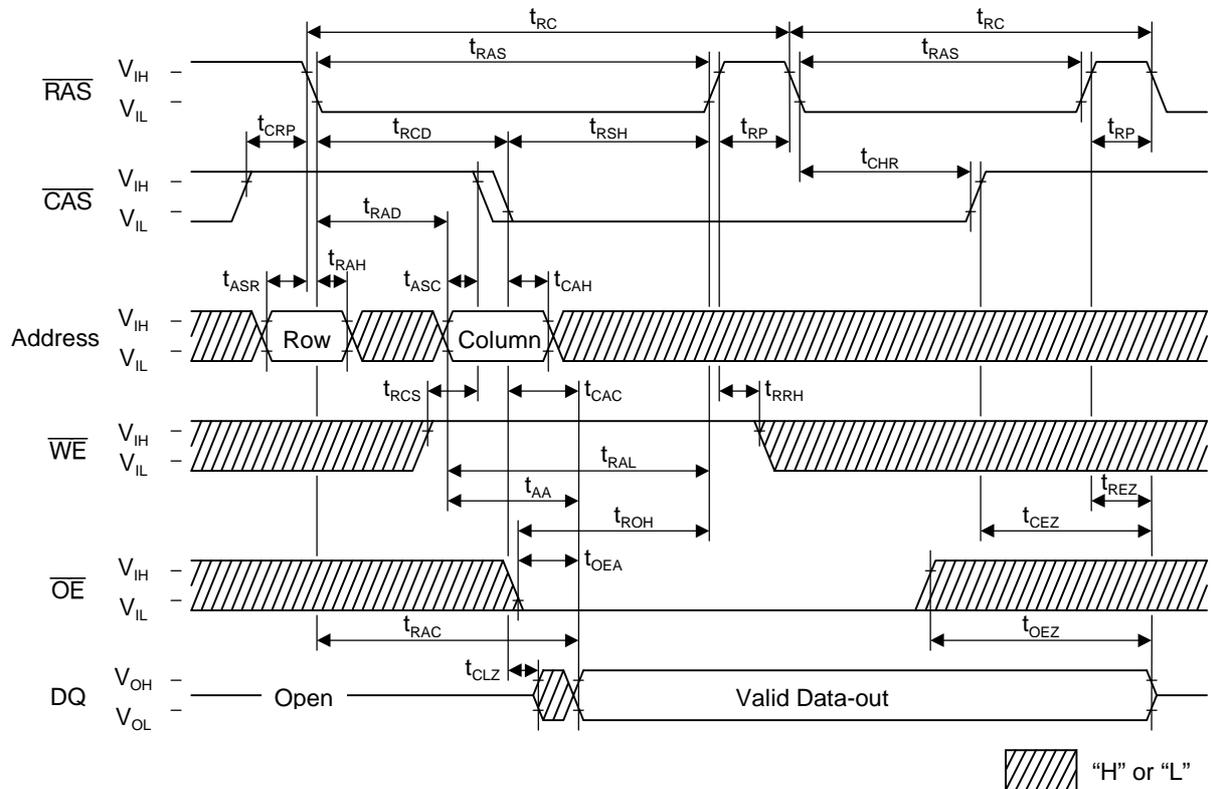 tRC tRC
tRAS tRAS
RAS VIH
VIL
tCRP tRCD tRSH tRP tRP
tCHR
CAS VIH
VIL
tRAD
tASR tRAH tASC tCAH
Address VIH
VIL
Row Column
tRCS tCAC tRRH
WE VIH
VIL
tRAL
tAA tREZ
tROH tCEZ
OE VIH
VIL
tOEA
tRAC tOEZ
tCLZ
DQ VOH
VOL
Open Valid Data-out
“H” or “L”